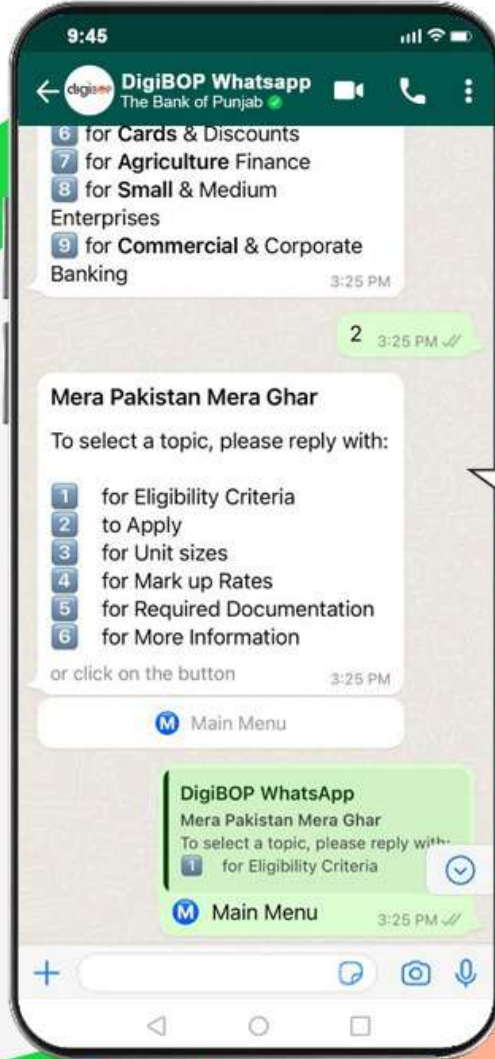 9:45
digiBOP
DigiBOP Whatsapp
The Bank of Punjab
6 for Cards & Discounts
7 for Agriculture Finance
8 for Small & Medium
Enterprises
9 for Commercial & Corporate
Banking
3:25 PM
2 3:25 PM
Mera Pakistan Mera Ghar
To select a topic, please reply with:
1 for Eligibility Criteria
2 to Apply
3 for Unit sizes
4 for Mark up Rates
5 for Required Documentation
6 for More Information
or click on the button 3:25 PM
M Main Menu
DigiBOP WhatsApp
Mera Pakistan Mera Ghar
To select a topic, please reply with:
1 for Eligibility Criteria
M Main Menu 3:25 PM